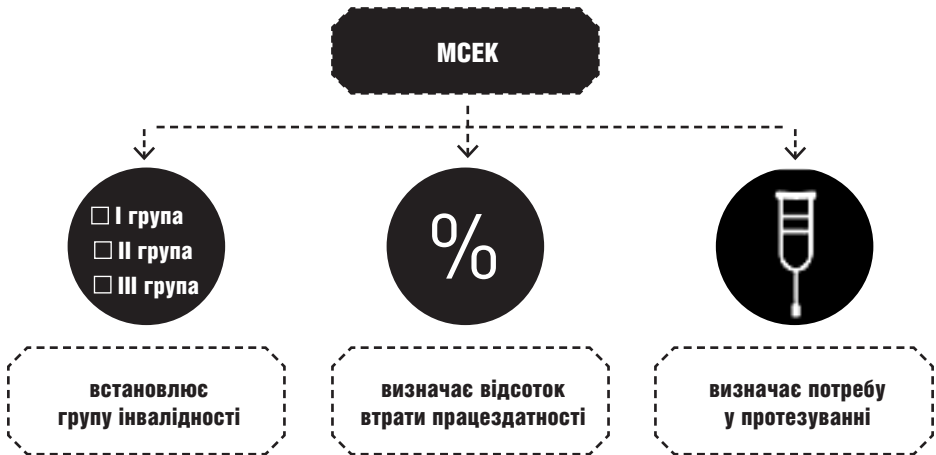 МСЕК
☐ І група
☐ ІІ група
☐ ІІІ група
%
встановлює
групу інвалідності
визначає відсоток
втрати працездатності
визначає потребу
у протезуванні